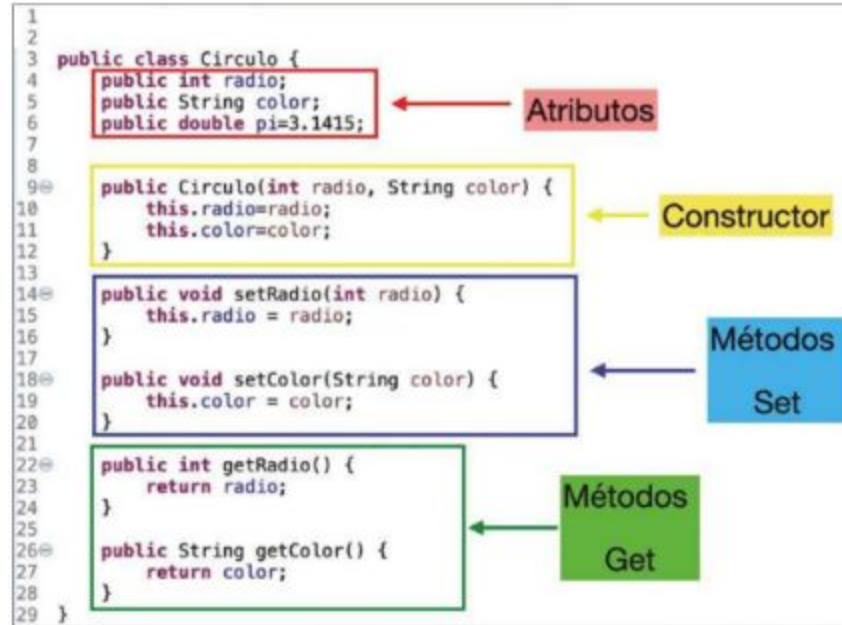 1
2
3 public class Circulo {
4 public int radio;
5 public String color;
6 public double pi=3.1415;
Atributos
7
8
9 public Circulo(int radio, String color) {
10 this.radio=radio;
11 this.color=color;
12 }
Constructor
13
14 public void setRadio(int radio) {
15 this.radio = radio;
16 }
17
18 public void setColor(String color) {
19 this.color = color;
20 }
Métodos
Set
21
22 public int getRadio() {
23 return radio;
24 }
25
26 public String getColor() {
27 return color;
28 }
29 }
Métodos
Get